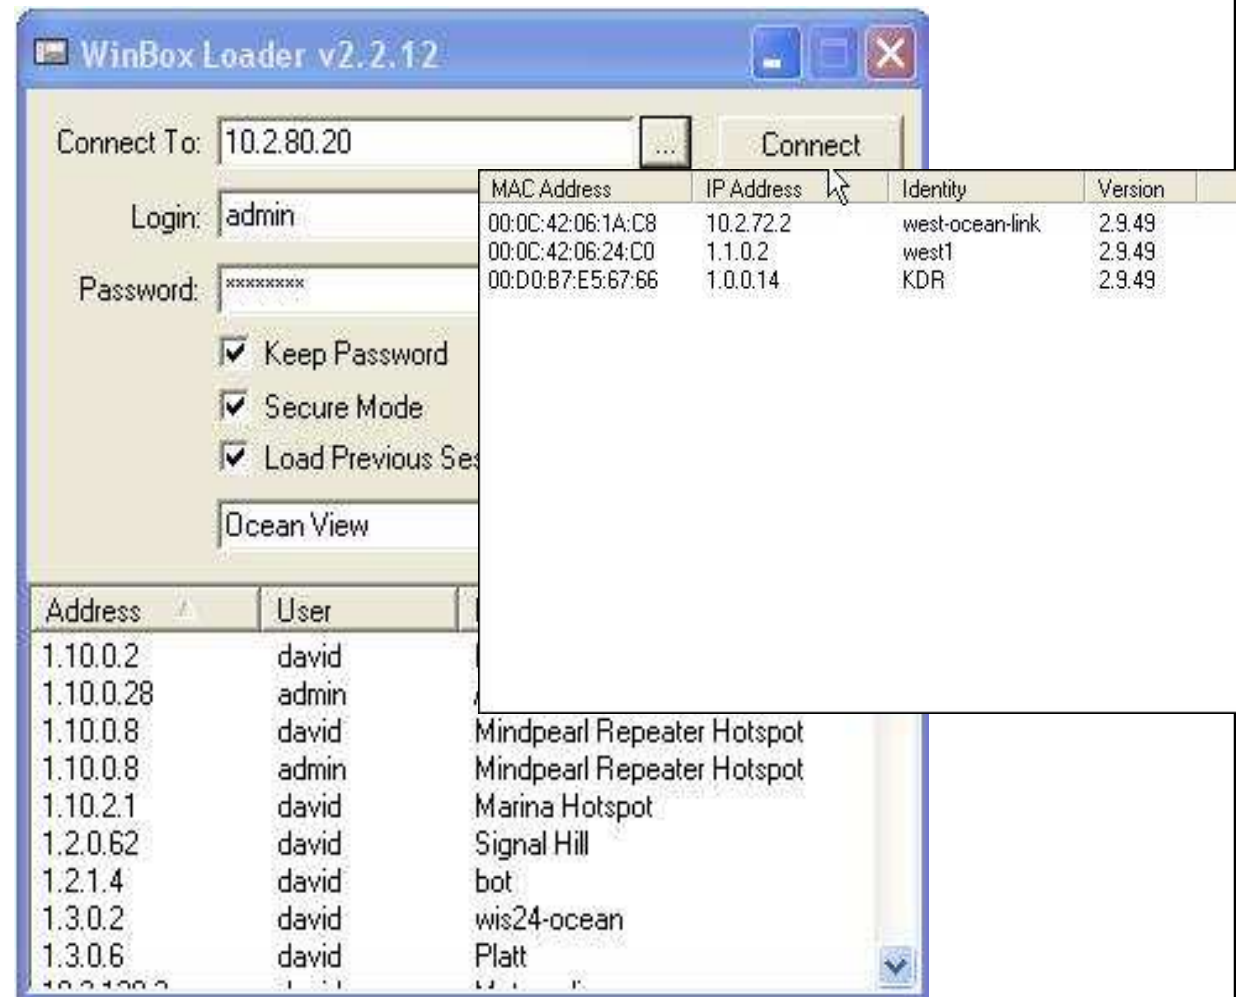 WinBox Loader v2.2.12
Connect To: 10.2.80.20 ... Connect
Login: admin
Password: ********
Keep Password
Secure Mode
Load Previous Ses
Ocean View
MAC Address IP Address Identity Version
00:0C:42:06:1A:C8 10.2.72.2 west-ocean-link 2.9.49
00:0C:42:06:24:C0 1.1.0.2 west1 2.9.49
00:D0:B7:E5:67:66 1.0.0.14 KDR 2.9.49
Address User
1.10.0.2 david
1.10.0.28 admin
1.10.0.8 david Mindpearl Repeater Hotspot
1.10.0.8 admin Mindpearl Repeater Hotspot
1.10.2.1 david Marina Hotspot
1.2.0.62 david Signal Hill
1.2.1.4 david bot
1.3.0.2 david wis24-ocean
1.3.0.6 david Platt